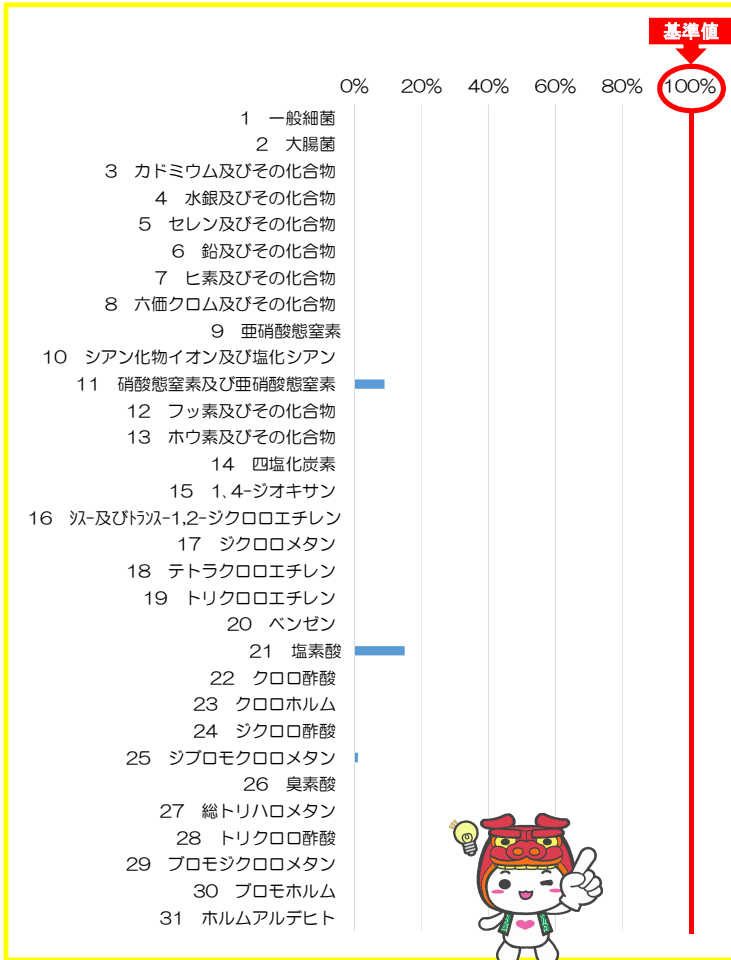 基準値
0% 20% 40% 60% 80% 100%
1 一般細菌
2 大腸菌
3 カドミウム及びその化合物
4 水銀及びその化合物
5 セレン及びその化合物
6 鉛及びその化合物
7 ヒ素及びその化合物
8 六価クロム及びその化合物
9 亜硝酸態窒素
10 シアン化物イオン及び塩化シアン
11 硝酸態窒素及び亜硝酸態窒素
12 フッ素及びその化合物
13 ホウ素及びその化合物
14 四塩化炭素
15 1、4-ジオキサン
16 シス-及びトランス-1,2-ジクロロエチレン
17 ジクロロメタン
18 テトラクロロエチレン
19 トリクロロエチレン
20 ベンゼン
21 塩素酸
22 クロロ酢酸
23 クロロホルム
24 ジクロロ酢酸
25 ジブロモクロロメタン
26 臭素酸
27 総トリハロメタン
28 トリクロロ酢酸
29 ブロモジクロロメタン
30 ブロモホルム
31 ホルムアルデヒト